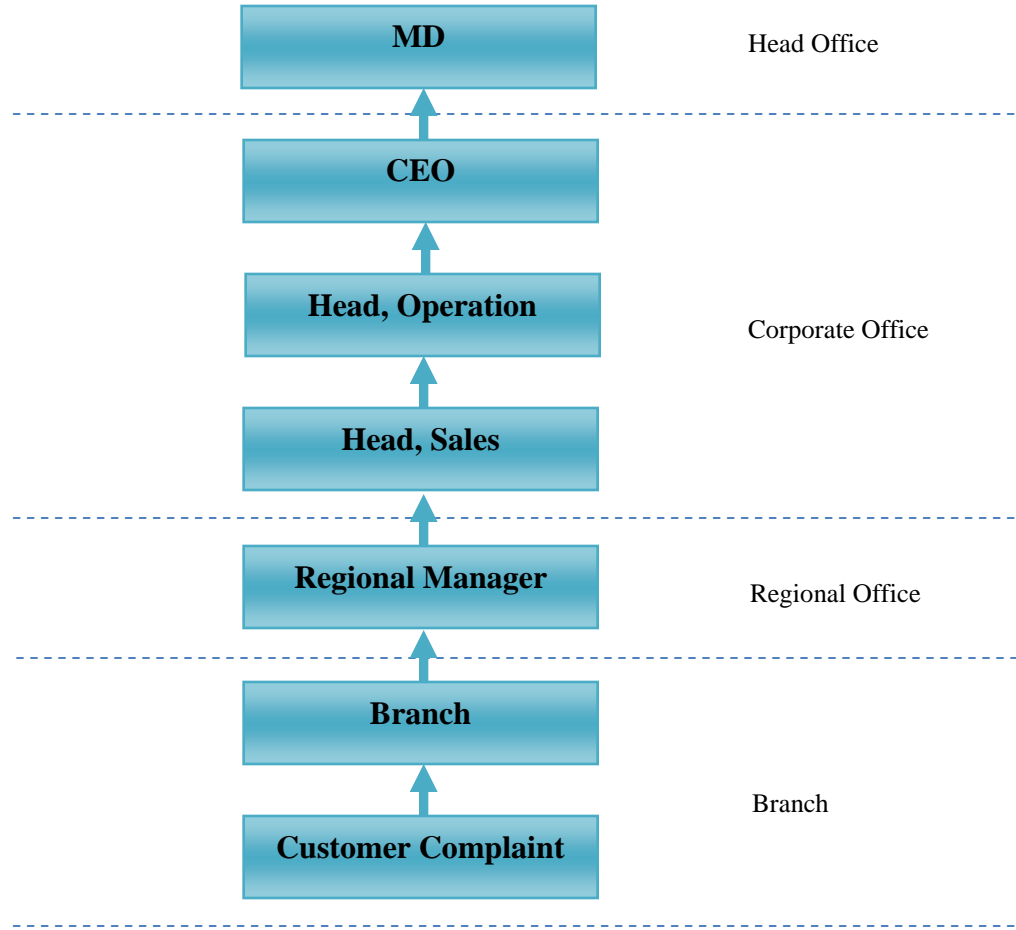 MD
Head Office
CEO
Head, Operation
Corporate Office
Head, Sales
Regional Manager
Regional Office
Branch
Branch
Customer Complaint